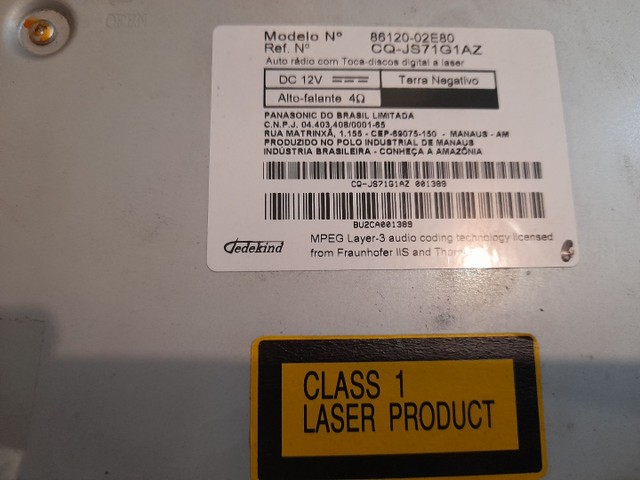 OPEN
Modelo Nº 86120-02E80
Ref. Nº CQ-JS71G1AZ
Auto rádio com Toca-discos digital a laser
DC 12V Terra Negativo
Alto-falante 4Ω
PANASONIC DO BRASIL LIMITADA
C.N.P.J. 04.403.408/0001-65
RUA MATRINXÃ, 1.155 - CEP-69075-150 - MANAUS - AM
PRODUZIDO NO POLO INDUSTRIAL DE MANAUS
INDÚSTRIA BRASILEIRA - CONHEÇA A AMAZÔNIA
CQ-JS71G1AZ 001389
BU2CA001389
Dedekind
MPEG Layer-3 audio coding technology licensed
from Fraunhofer IIS and
CLASS 1
LASER PRODUCT